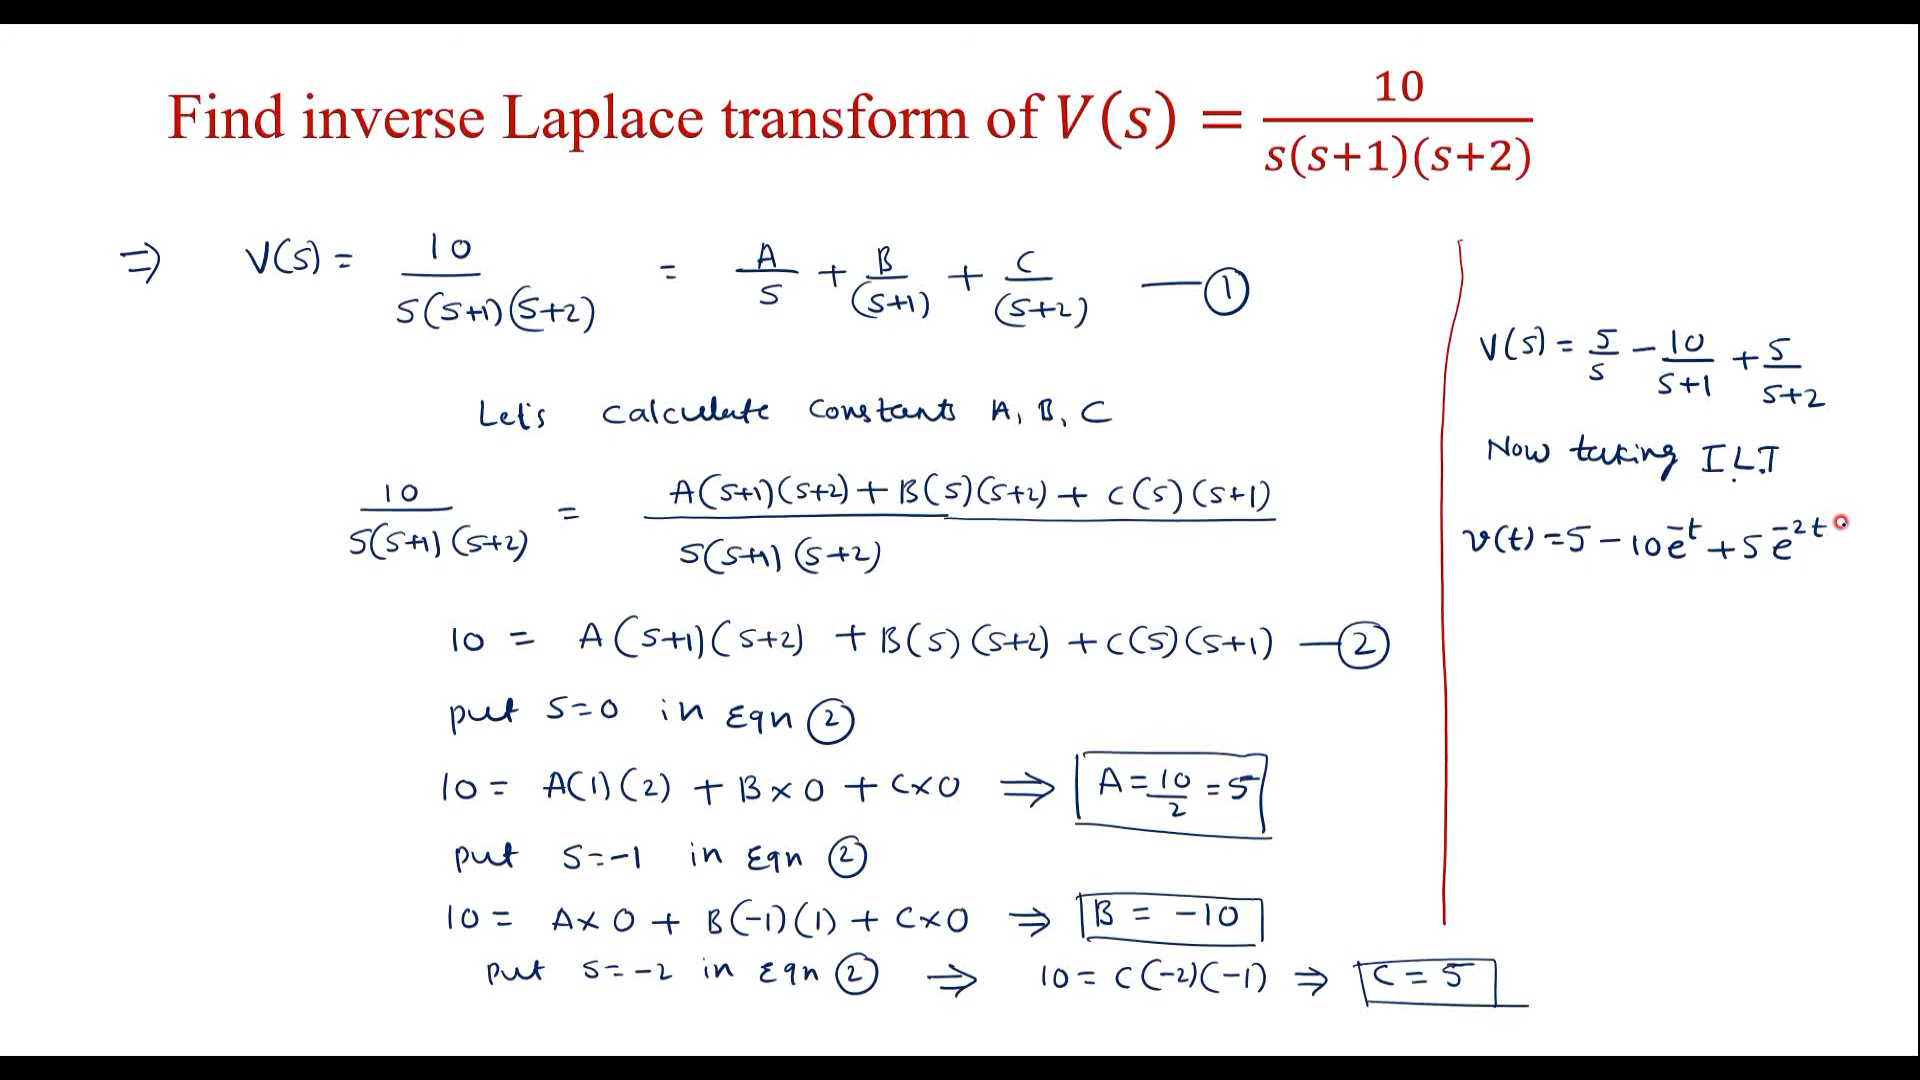 Find inverse Laplace transform of V(s) = 10/(s(s+1)(s+2))
⇒ V(s) = 10/(s(s+1)(s+2)) = A/s + B/(s+1) + C/(s+2) — ①
Let's calculate constants A, B, C
10/(s(s+1)(s+2)) = (A(s+1)(s+2) + B(s)(s+2) + C(s)(s+1))/(s(s+1)(s+2))
10 = A(s+1)(s+2) + B(s)(s+2) + C(s)(s+1) — ②
put s=0 in Eqn ②
10 = A(1)(2) + B×0 + C×0 ⇒ A = 10/2 = 5
put s=-1 in Eqn ②
10 = A×0 + B(-1)(1) + C×0 ⇒ B = -10
put s=-2 in Eqn ② ⇒ 10 = C(-2)(-1) ⇒ C = 5
V(s) = 5/s - 10/(s+1) + 5/(s+2)
Now taking I.L.T
v(t) = 5 - 10e^-t + 5e^-2t